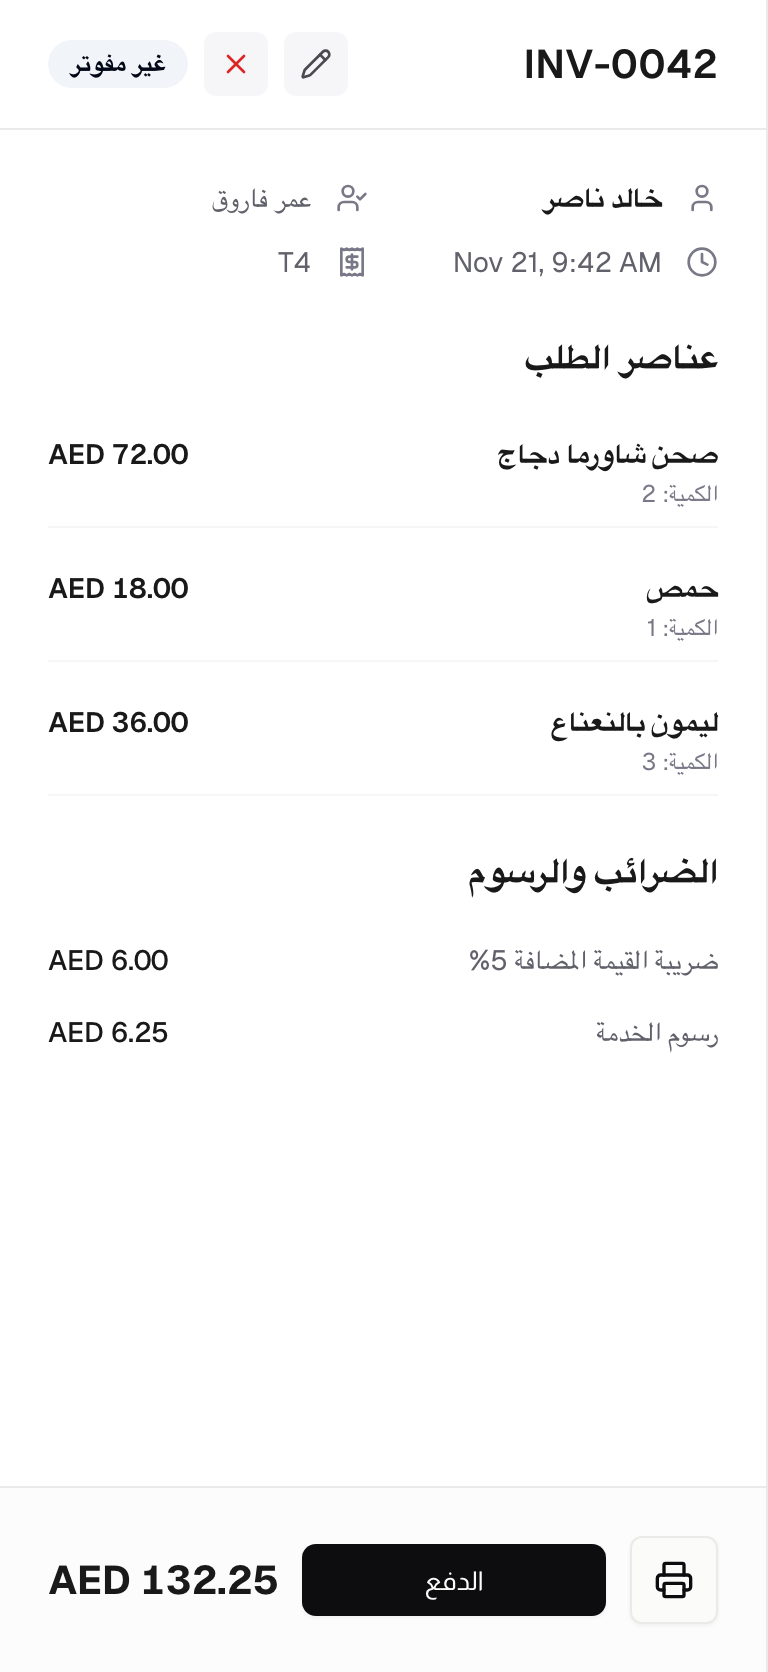 INV-0042
غير مفوتر
خالد ناصر
عمر فاروق
Nov 21, 9:42 AM
T4
عناصر الطلب
صحن شاورما دجاج
AED 72.00
الكمية: 2
حمص
AED 18.00
الكمية: 1
ليمون بالنعناع
AED 36.00
الكمية: 3
الضرائب والرسوم
ضريبة القيمة المضافة 5%
AED 6.00
رسوم الخدمة
AED 6.25
الدفع
AED 132.25